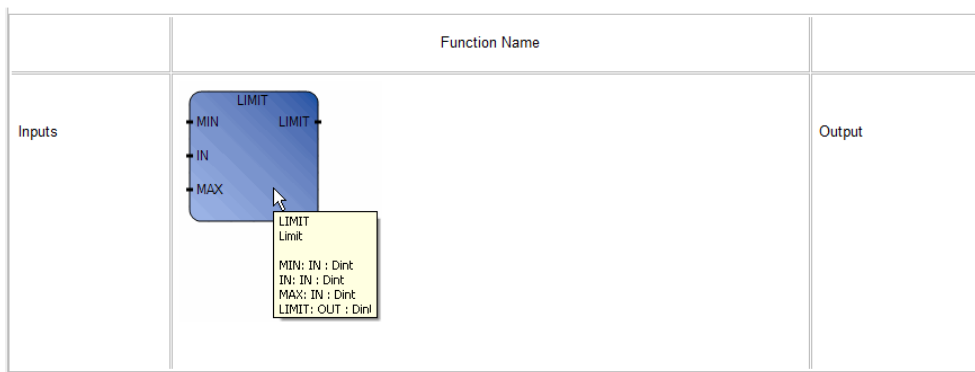 Function Name
Inputs
LIMIT
MIN LIMIT
IN
MAX
LIMIT
Limit
MIN: IN : Dint
IN: IN : Dint
MAX: IN : Dint
LIMIT: OUT : Dint
Output